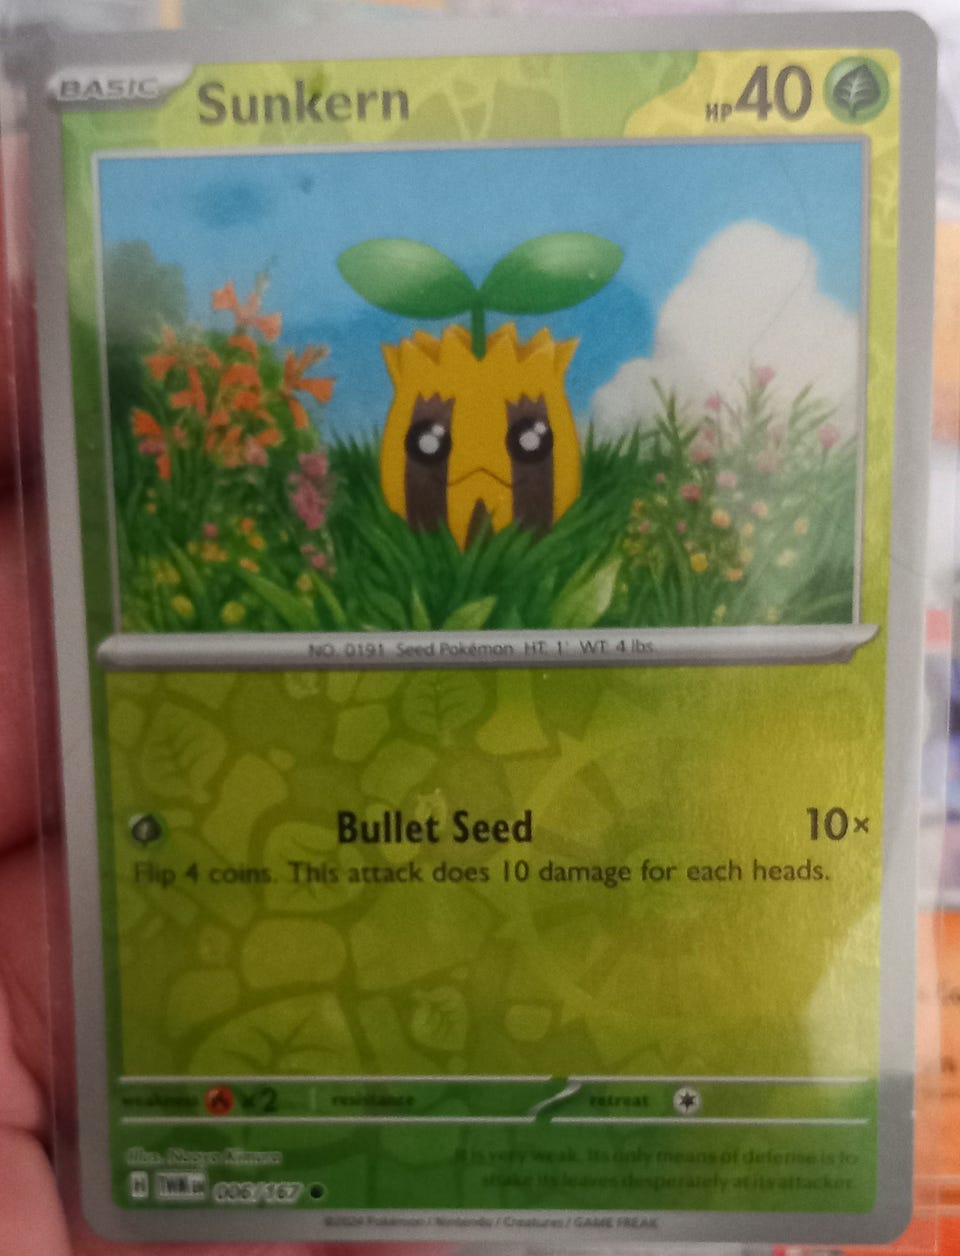 BASIC Sunkern HP 40
NO. 0191 Seed Pokémon HT: 1' WT: 4 lbs.
Bullet Seed 10×
Flip 4 coins. This attack does 10 damage for each heads.
weakness ×2 resistance retreat
Illus. Naoyo Kimura
It is very weak. Its only means of defense is to
shake its leaves desperately at its attacker.
H TWM EN 006/167
©2024 Pokémon / Nintendo / Creatures / GAME FREAK